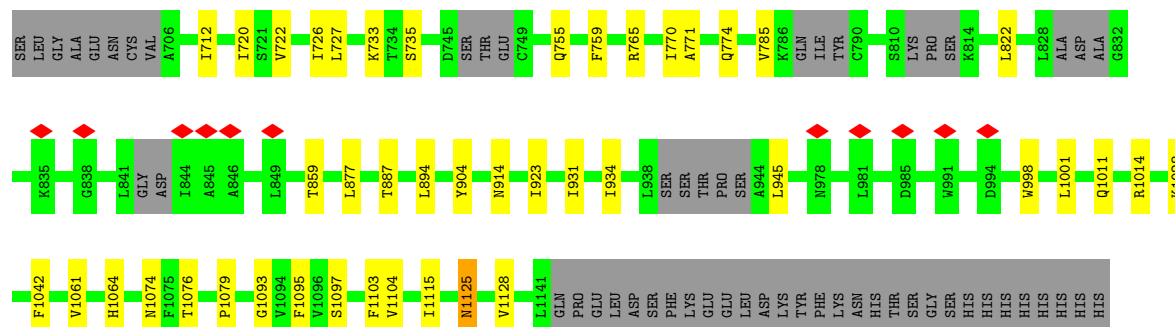 SER LEU GLY ALA GLU ASN CYS VAL A706 I712 I720 S721 V722 I726 L727 K733 T734 S735 D745 SER THR GLU C749 Q755 F759 R765 I770 A771 Q774 V785 K786 GLN ILE TYR C790 S810 LYS PRO SER K814 L822 L828 ALA ASP ALA G832
K835 G838 L841 GLY ASP I844 A845 A846 L849 T859 L877 T887 L894 Y904 N914 I923 I931 I934 L938 SER SER THR PRO SER A944 L945 N978 L981 D985 W991 D994 W998 L1001 Q1011 R1014
F1042 V1061 H1064 N1074 F1075 T1076 P1079 G1093 V1094 F1095 V1096 S1097 F1103 V1104 I1115 N1125 V1128 L1141 GLN PRO GLU LEU ASP SER PHE LYS GLU GLU LEU ASP LYS TYR PHE LYS ASN HIS THR SER GLY SER HIS HIS HIS HIS HIS HIS HIS HIS